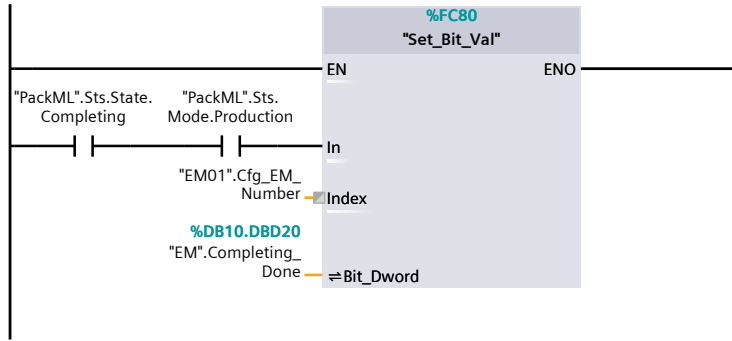 %FC80
"Set_Bit_Val"
EN
ENO
"PackML".Sts.State.
Completing
"PackML".Sts.
Mode.Production
In
"EM01".Cfg_EM_
Number
Index
%DB10.DBD20
"EM".Completing_
Done
⇌Bit_Dword